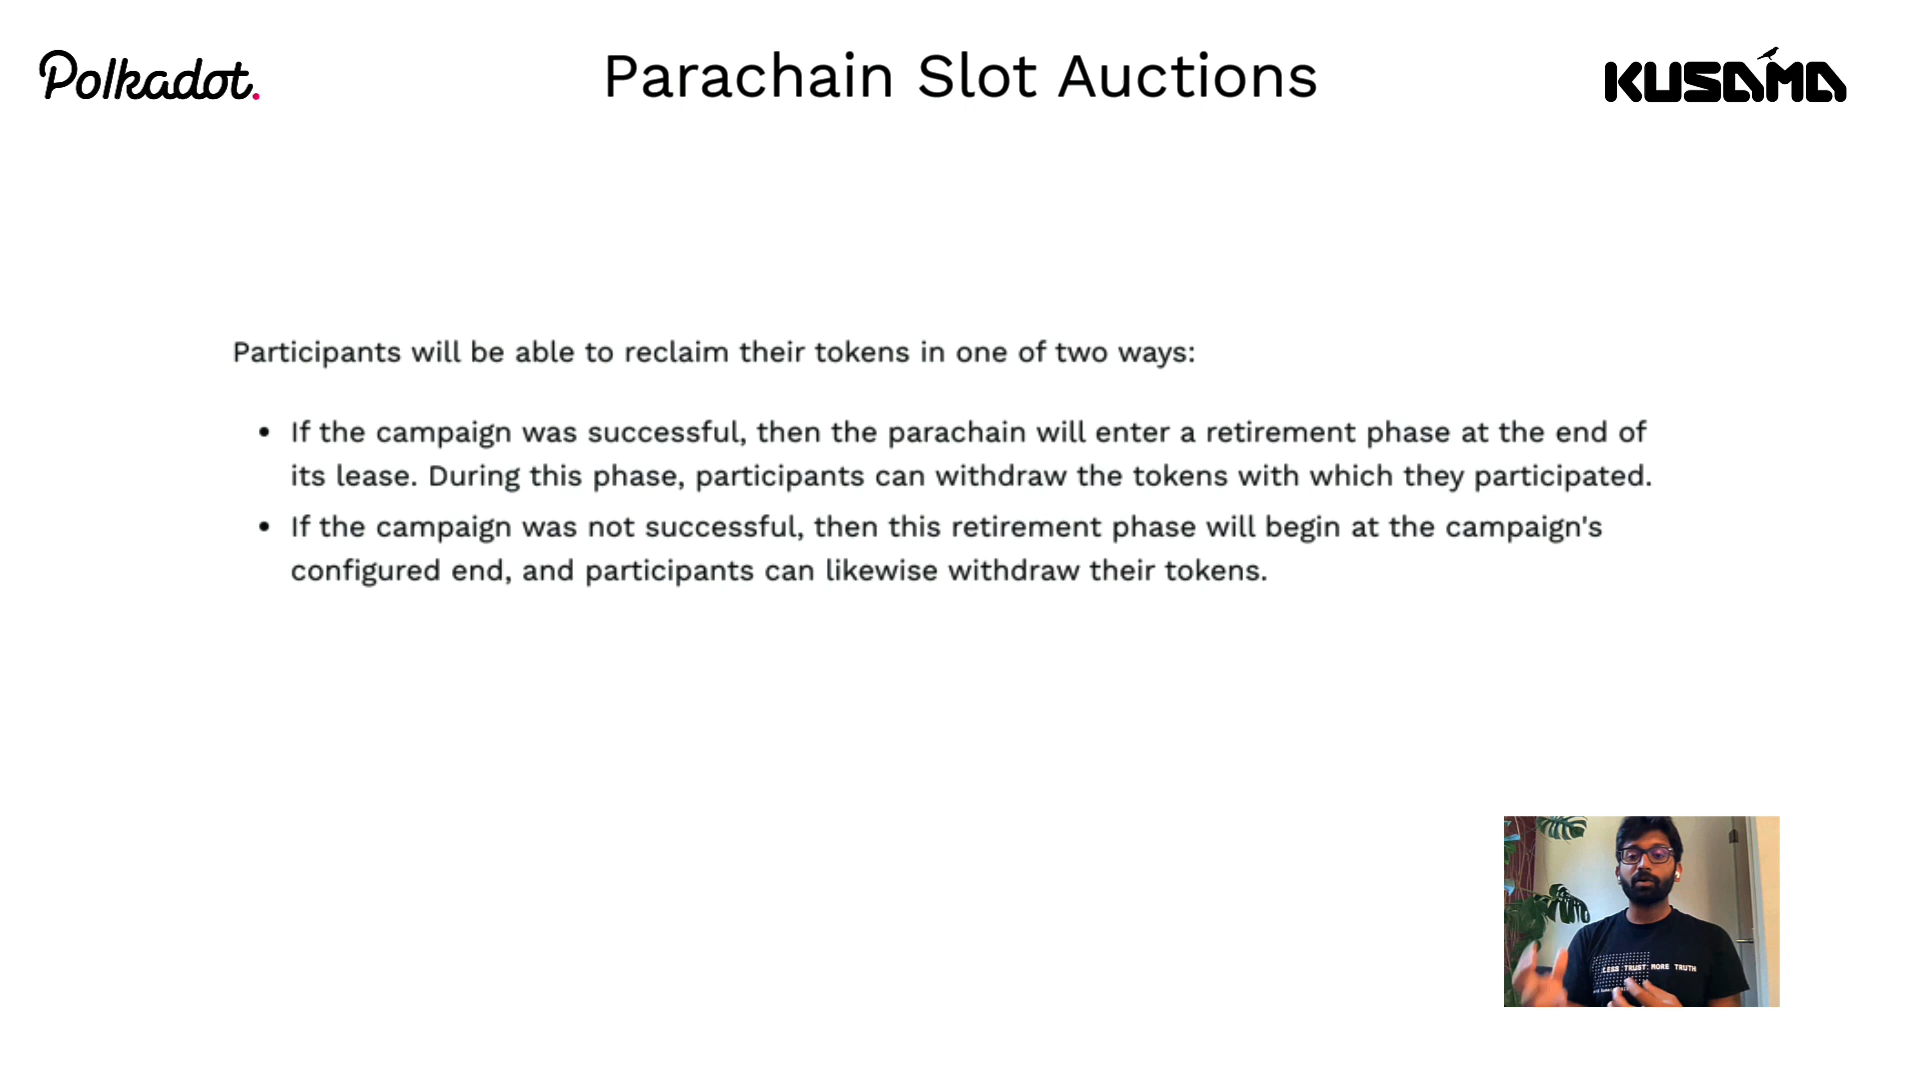 Polkadot.
Parachain Slot Auctions
KUSAMA
Participants will be able to reclaim their tokens in one of two ways:
• If the campaign was successful, then the parachain will enter a retirement phase at the end of
its lease. During this phase, participants can withdraw the tokens with which they participated.
• If the campaign was not successful, then this retirement phase will begin at the campaign's
configured end, and participants can likewise withdraw their tokens.
LESS TRUST MORE TRUTH